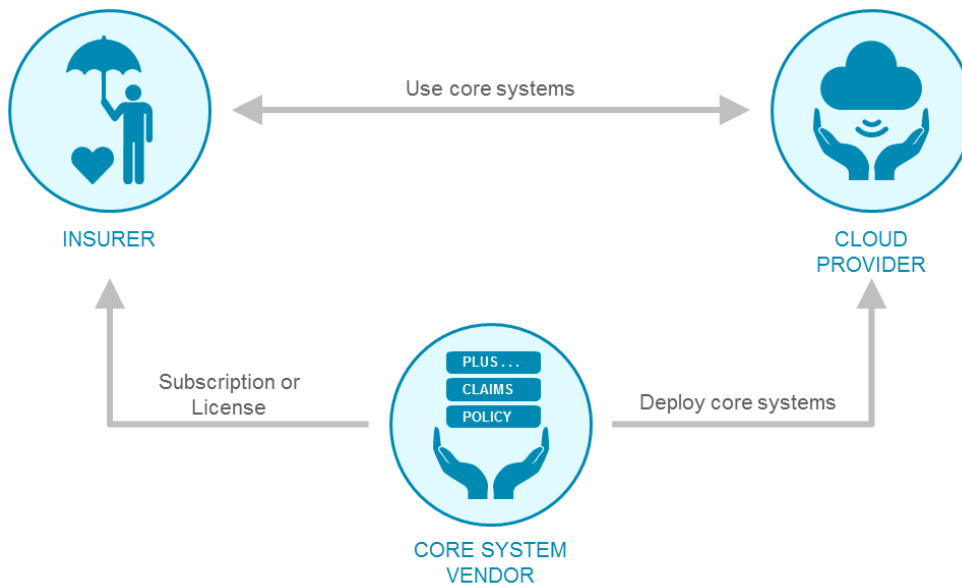 Use core systems
INSURER
CLOUD
PROVIDER
Subscription or
License
PLUS...
CLAIMS
POLICY
Deploy core systems
CORE SYSTEM
VENDOR